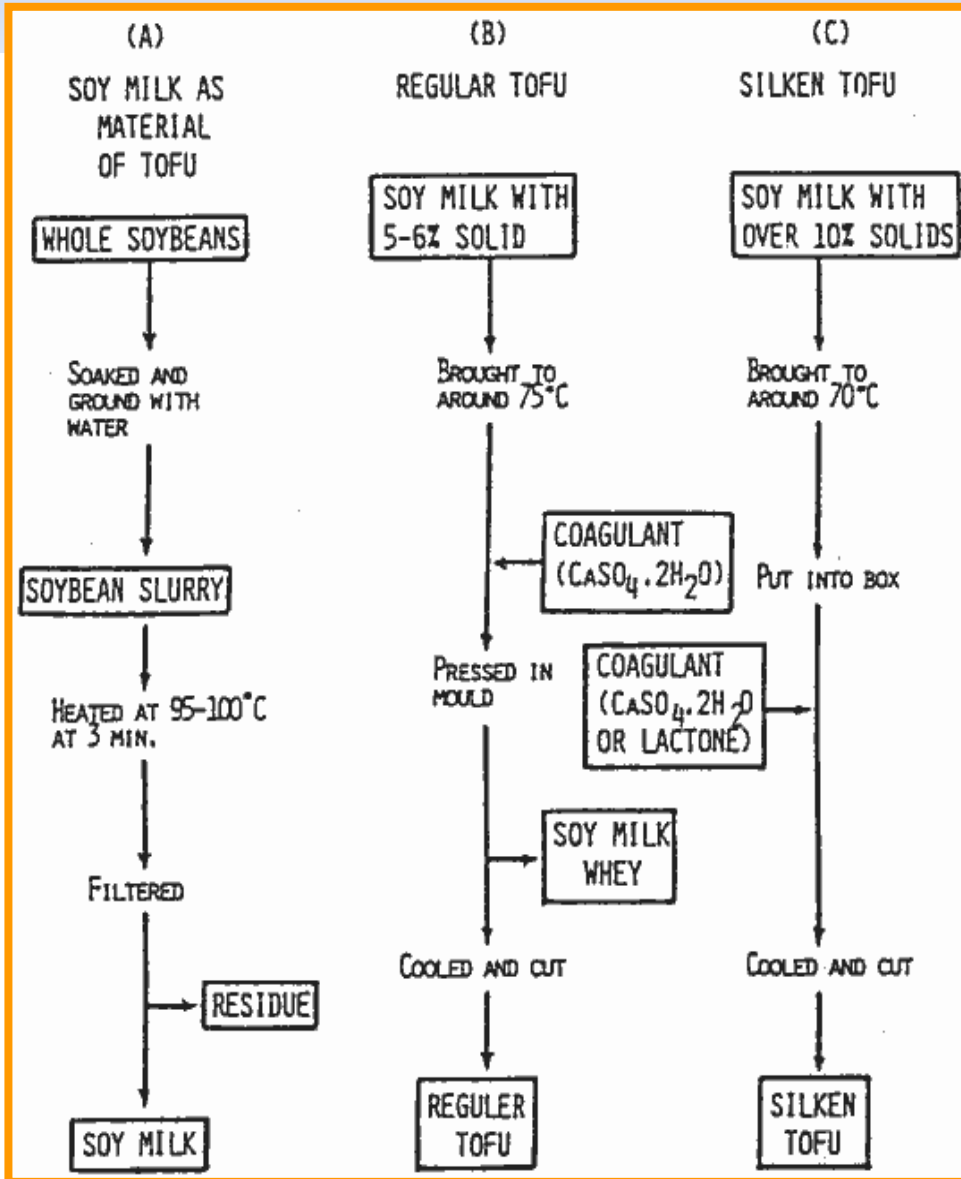 (A)
SOY MILK AS
MATERIAL
OF TOFU
WHOLE SOYBEANS
SOAKED AND
GROUND WITH
WATER
SOYBEAN SLURRY
HEATED AT 95-100°C
AT 3 MIN.
FILTERED
RESIDUE
SOY MILK
(B)
REGULAR TOFU
SOY MILK WITH
5-6% SOLID
BROUGHT TO
AROUND 75°C
COAGULANT
(CASO4.2H2O)
PRESSED IN
MOULD
SOY MILK
WHEY
COOLED AND CUT
REGULER
TOFU
(C)
SILKEN TOFU
SOY MILK WITH
OVER 10% SOLIDS
BROUGHT TO
AROUND 70°C
PUT INTO BOX
COAGULANT
(CASO4.2H2O
OR LACTONE)
COOLED AND CUT
SILKEN
TOFU